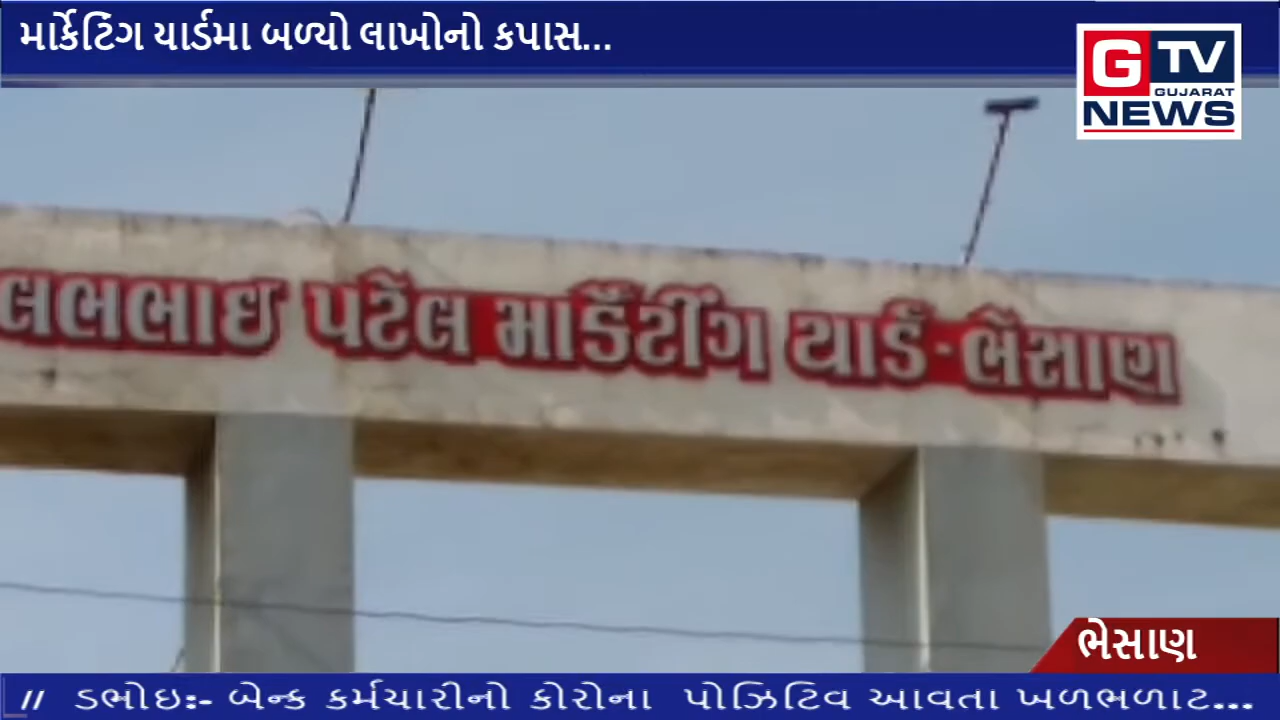 માર્કેટિંગ યાર્ડમા બળ્યો લાખોનો કપાસ...
G TV
GUJARAT
NEWS
લભભાઇ પટેલ માર્કેટીંગ યાર્ડ - ભેંસાણ
ભેસાણ
// ડભોઇ:- બેન્ક કર્મચારીનો કોરોના પોઝિટિવ આવતા ખળભળાટ...